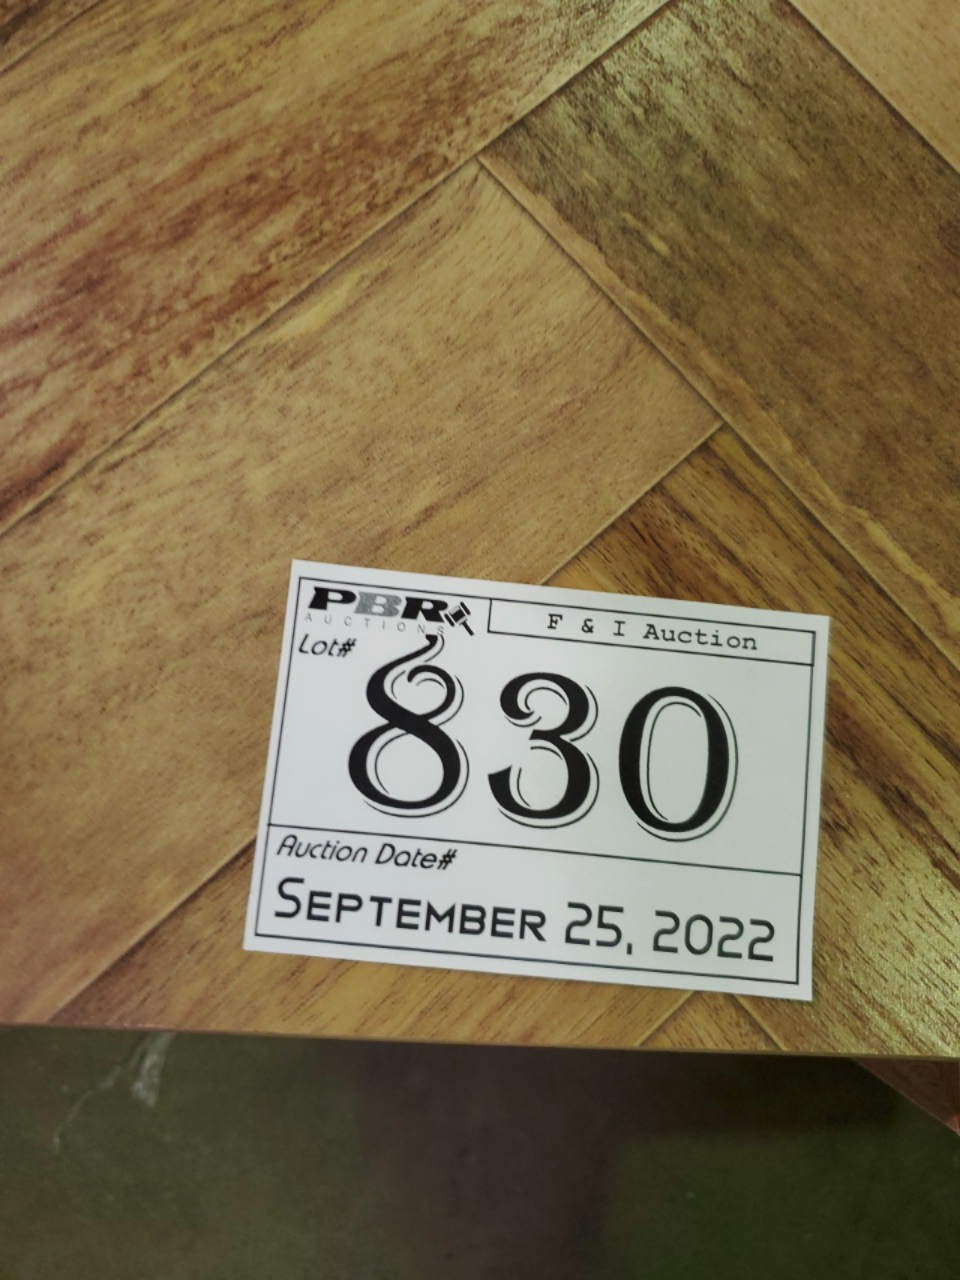 PBR
AUCTIONS
F & I Auction
Lot#
830
Auction Date#
SEPTEMBER 25, 2022